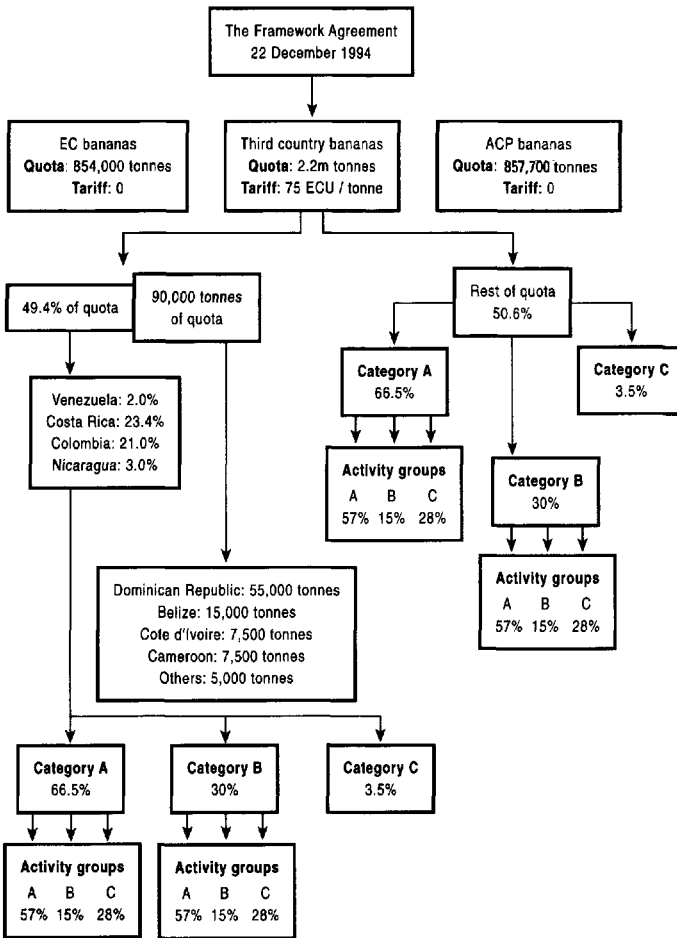 The Framework Agreement
22 December 1994
EC bananas
Quota: 854,000 tonnes
Tariff: 0
Third country bananas
Quota: 2.2m tonnes
Tariff: 75 ECU / tonne
ACP bananas
Quota: 857,700 tonnes
Tariff: 0
49.4% of quota
90,000 tonnes
of quota
Rest of quota
50.6%
Venezuela: 2.0%
Costa Rica: 23.4%
Colombia: 21.0%
Nicaragua: 3.0%
Category A
66.5%
Category C
3.5%
Activity groups
A B C
57% 15% 28%
Category B
30%
Activity groups
A B C
57% 15% 28%
Dominican Republic: 55,000 tonnes
Belize: 15,000 tonnes
Cote d'Ivoire: 7,500 tonnes
Cameroon: 7,500 tonnes
Others: 5,000 tonnes
Category A
66.5%
Category B
30%
Category C
3.5%
Activity groups
A B C
57% 15% 28%
Activity groups
A B C
57% 15% 28%